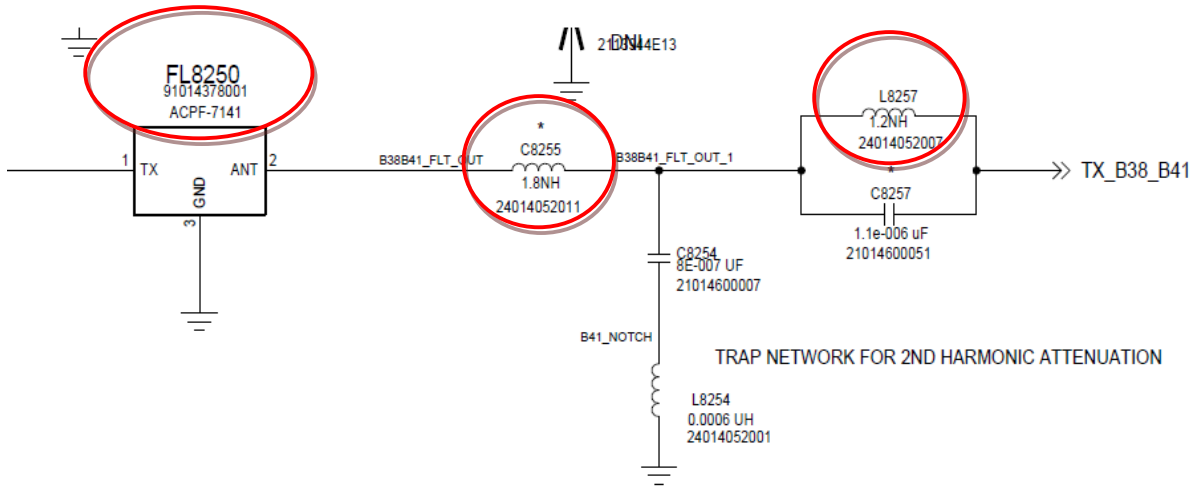 FL8250
91014378001
ACPF-7141
1
TX
ANT
2
GND
3
B38B41_FLT_OUT
*
C8255
1.8NH
24014052011
B38B41_FLT_OUT_1
L8257
1.2NH
24014052007
*
C8257
1.1e-006 uF
21014600051
TX_B38_B41
C8254
8E-007 UF
21014600007
B41_NOTCH
TRAP NETWORK FOR 2ND HARMONIC ATTENUATION
L8254
0.0006 UH
24014052001